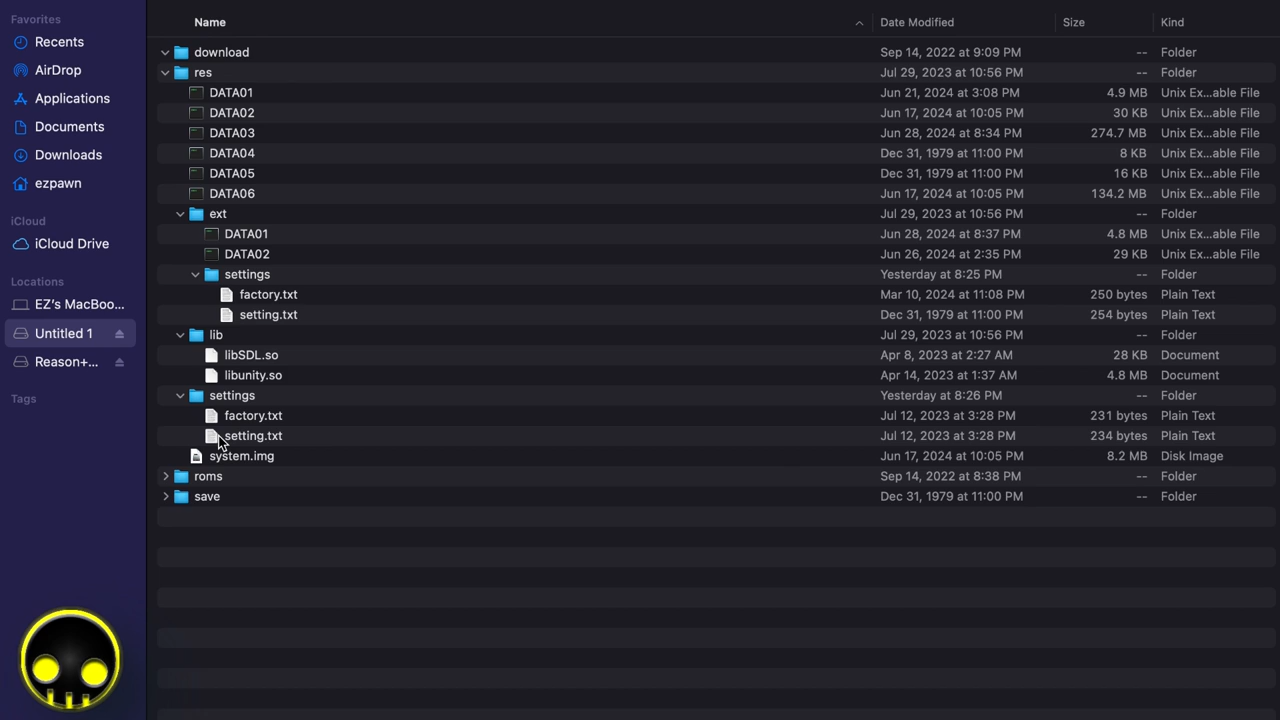 Favorites
Recents
AirDrop
Applications
Documents
Downloads
ezpawn
iCloud
iCloud Drive
Locations
EZ's MacBoo...
Untitled 1
Reason+...
Tags
Name Date Modified Size Kind
download Sep 14, 2022 at 9:09 PM -- Folder
res Jul 29, 2023 at 10:56 PM -- Folder
DATA01 Jun 21, 2024 at 3:08 PM 4.9 MB Unix Ex...able File
DATA02 Jun 17, 2024 at 10:05 PM 30 KB Unix Ex...able File
DATA03 Jun 28, 2024 at 8:34 PM 274.7 MB Unix Ex...able File
DATA04 Dec 31, 1979 at 11:00 PM 8 KB Unix Ex...able File
DATA05 Dec 31, 1979 at 11:00 PM 16 KB Unix Ex...able File
DATA06 Jun 17, 2024 at 10:05 PM 134.2 MB Unix Ex...able File
ext Jul 29, 2023 at 10:56 PM -- Folder
DATA01 Jun 28, 2024 at 8:37 PM 4.8 MB Unix Ex...able File
DATA02 Jun 26, 2024 at 2:35 PM 29 KB Unix Ex...able File
settings Yesterday at 8:25 PM -- Folder
factory.txt Mar 10, 2024 at 11:08 PM 250 bytes Plain Text
setting.txt Dec 31, 1979 at 11:00 PM 254 bytes Plain Text
lib Jul 29, 2023 at 10:56 PM -- Folder
libSDL.so Apr 8, 2023 at 2:27 AM 28 KB Document
libunity.so Apr 14, 2023 at 1:37 AM 4.8 MB Document
settings Yesterday at 8:26 PM -- Folder
factory.txt Jul 12, 2023 at 3:28 PM 231 bytes Plain Text
setting.txt Jul 12, 2023 at 3:28 PM 234 bytes Plain Text
system.img Jun 17, 2024 at 10:05 PM 8.2 MB Disk Image
roms Sep 14, 2022 at 8:38 PM -- Folder
save Dec 31, 1979 at 11:00 PM -- Folder